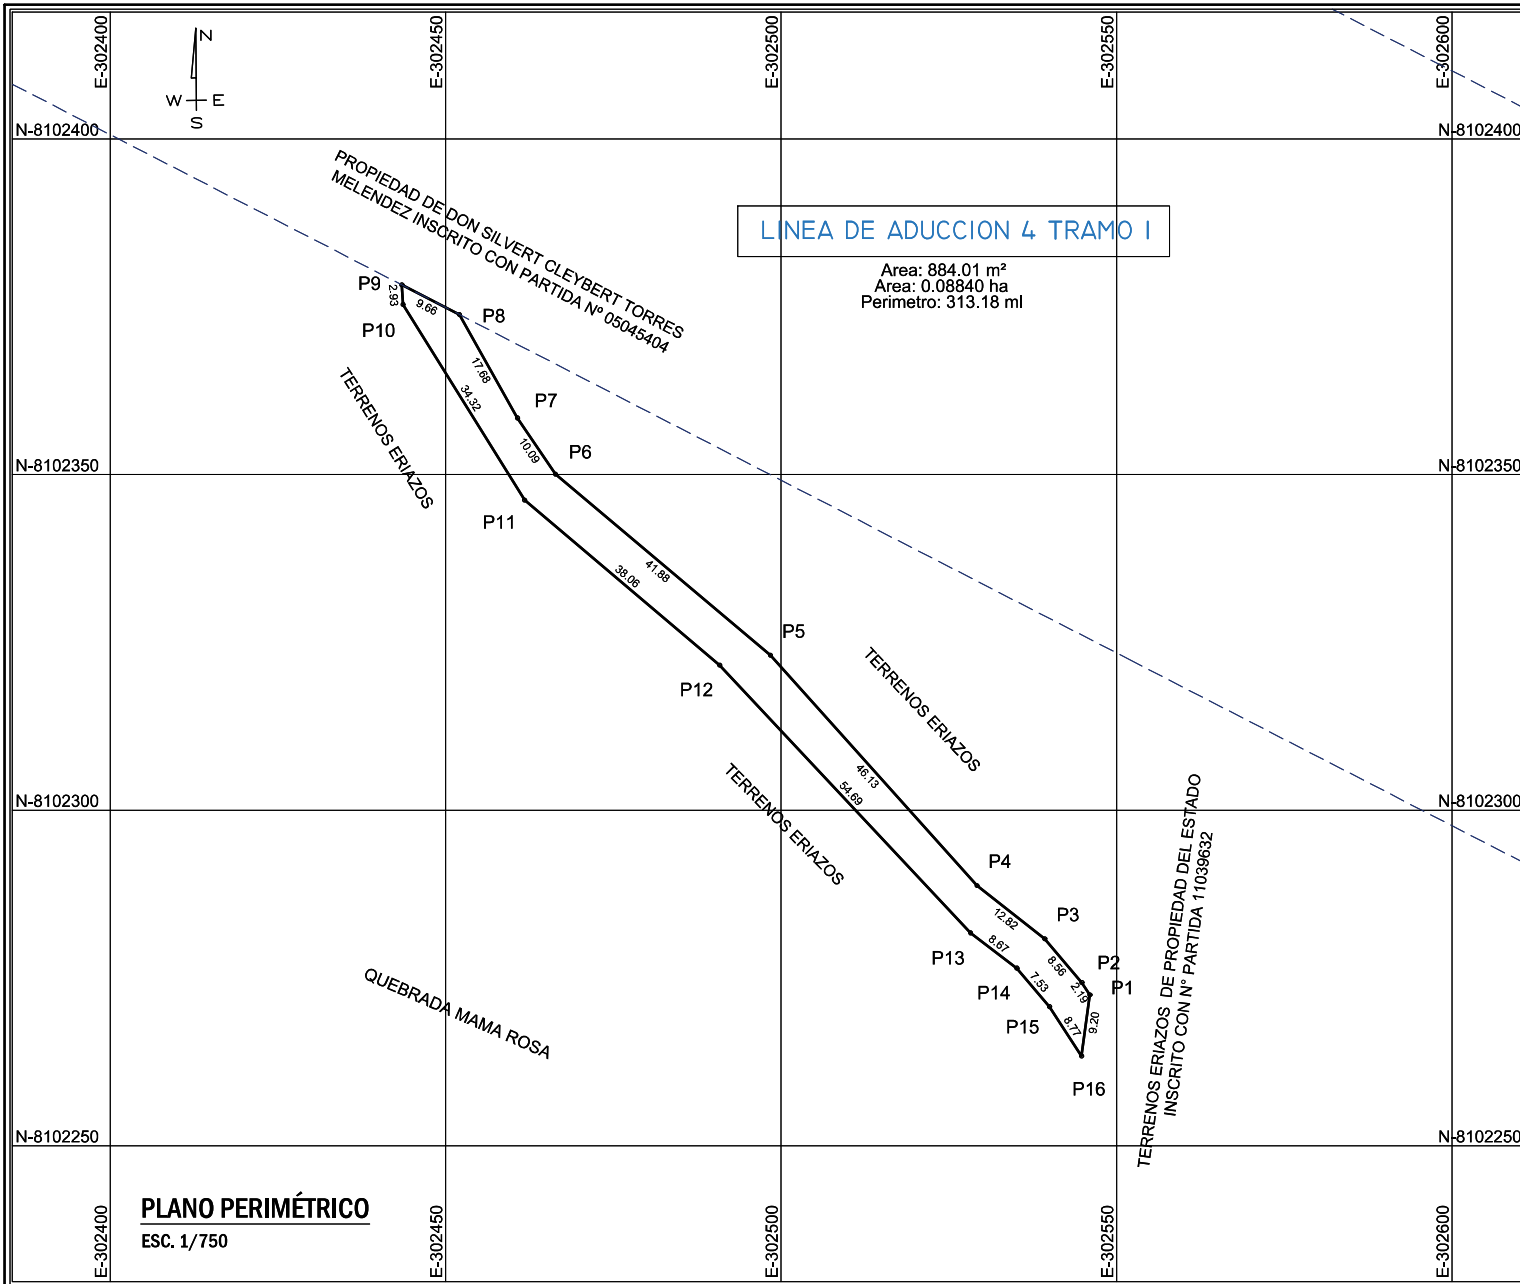 E-302400
E-302450
E-302500
E-302550
E-302600
N
W E
S
N-8102400
N-8102400
PROPIEDAD DE DON SILVERT CLEYBERT TORRES
MELENDEZ INSCRITO CON PARTIDA Nº 05045404
LINEA DE ADUCCION 4 TRAMO I
Area: 884.01 m²
Area: 0.08840 ha
Perimetro: 313.18 ml
P9
2.93
9.66
P8
P10
17.68
34.32
TERRENOS ERIAZOS
P7
10.09
P6
N-8102350
N-8102350
P11
41.88
38.06
P5
P12
TERRENOS ERIAZOS
46.13
54.69
TERRENOS ERIAZOS
N-8102300
N-8102300
P4
12.82
P3
P13
8.67
8.56
P2
P14
7.53
2.19
P1
P15
8.77
9.20
P16
TERRENOS ERIAZOS DE PROPIEDAD DEL ESTADO
INSCRITO CON N° PARTIDA 11039632
QUEBRADA MAMA ROSA
N-8102250
N-8102250
PLANO PERIMÉTRICO
ESC. 1/750
E-302400
E-302450
E-302500
E-302550
E-302600